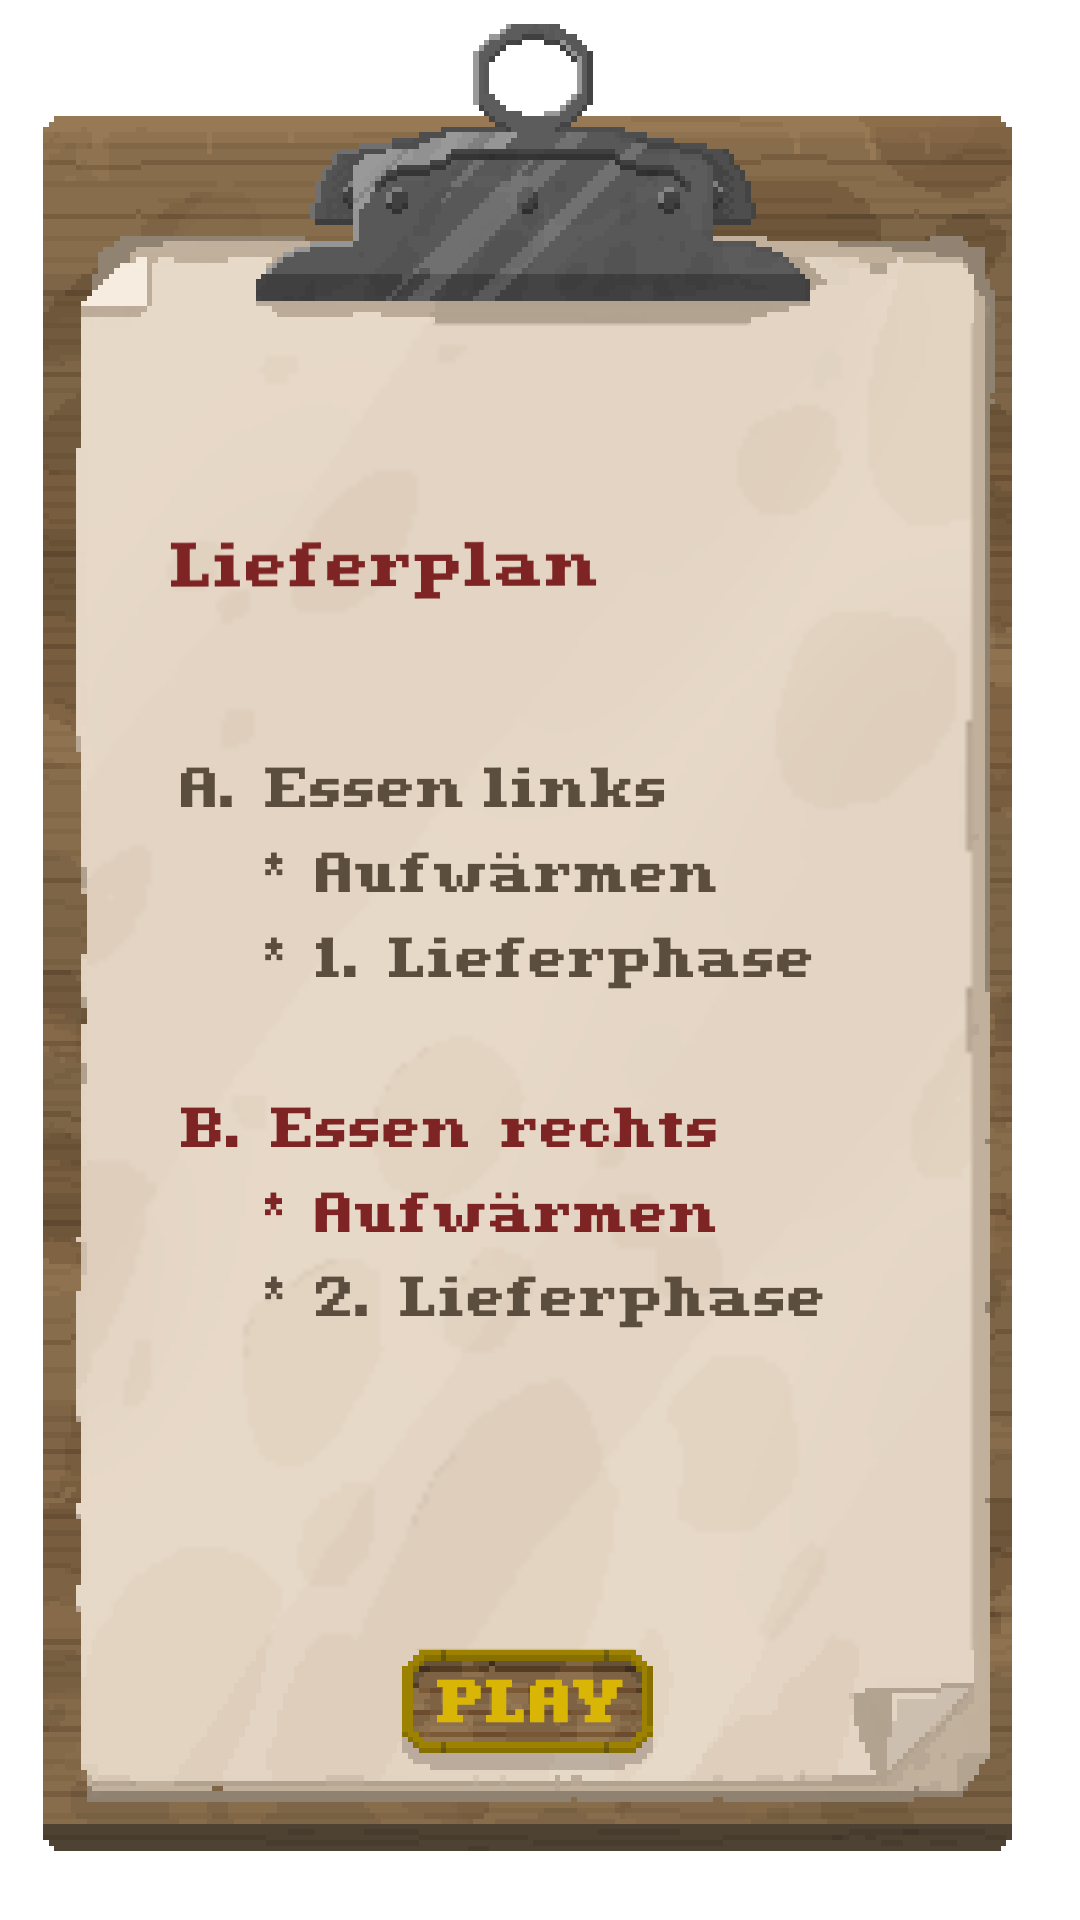 Lieferplan
A. Essen links
* Aufwärmen
* 1. Lieferphase
B. Essen rechts
* Aufwärmen
* 2. Lieferphase
PLAY